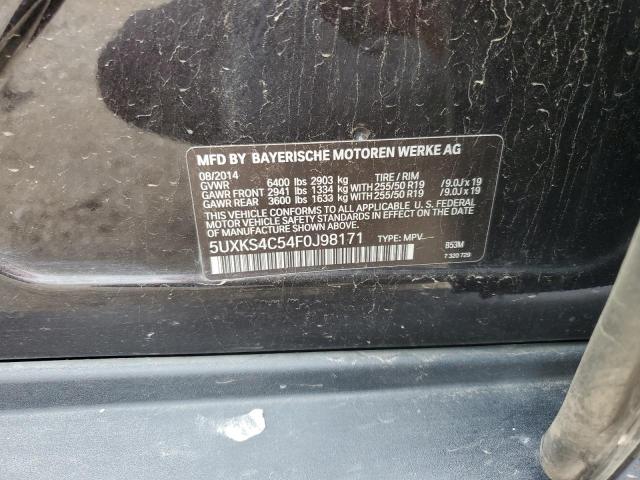 MFD BY BAYERISCHE MOTOREN WERKE AG
08/2014 TIRE / RIM
GVWR 6400 lbs 2903 kg
GAWR FRONT 2941 lbs 1334 kg WITH 255/50 R19 /9.0J x 19
GAWR REAR 3600 lbs 1633 kg WITH 255/50 R19 /9.0J x 19
THIS VEHICLE CONFORMS TO ALL APPLICABLE U.S. FEDERAL
MOTOR VEHICLE SAFETY STANDARDS IN EFFECT ON
THE DATE OF MANUFACTURE SHOWN ABOVE.
5UXKS4C54F0J98171 TYPE: MPV
B53M
7 320 729